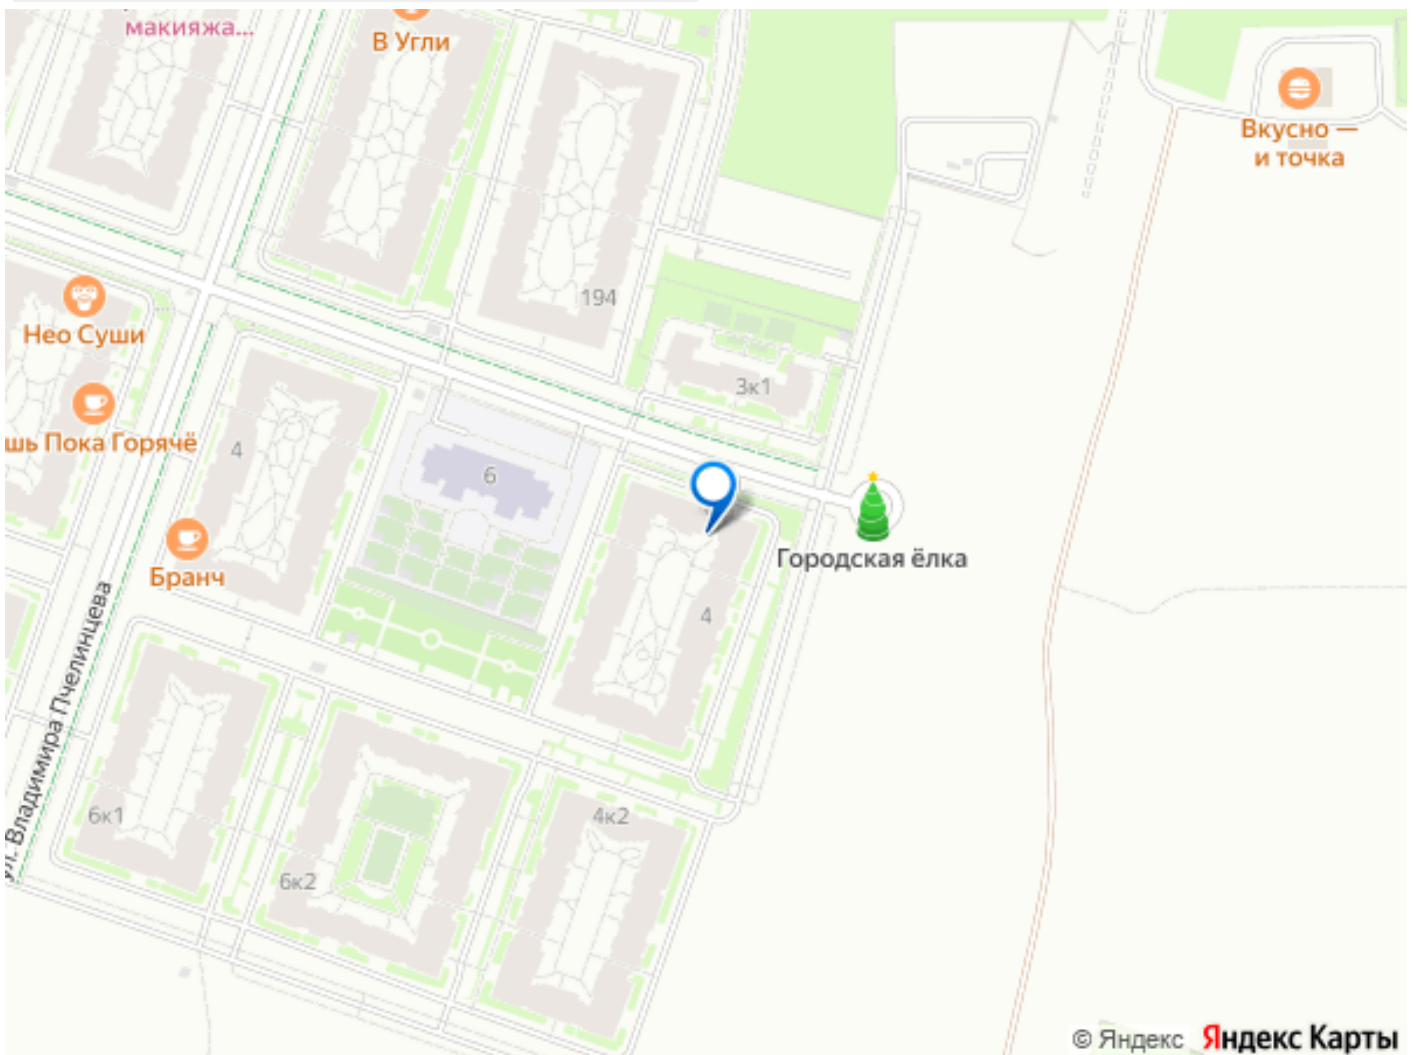 макияжа...
В Угли
Вкусно —
и точка
194
Нео Суши
3к1
шь Пока Горячё
4
6
Бранч
Городская ёлка
4
ул. Владимира Пчелинцева
6к1
4к2
6к2
© Яндекс Яндекс Карты